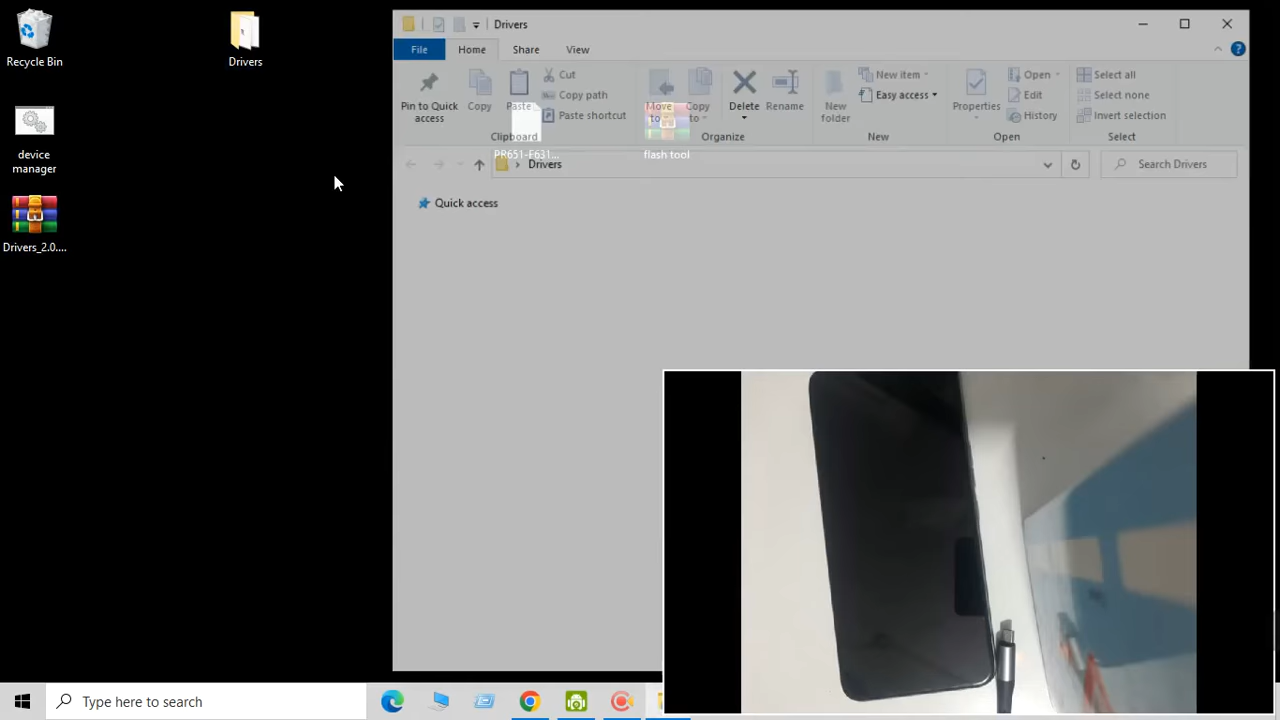 Recycle Bin
Drivers
device
manager
Drivers_2.0....
Drivers
File
Home
Share
View
Pin to Quick
access
Copy
Paste
Cut
Copy path
Paste shortcut
Clipboard
Move
to
Copy
to
Delete
Rename
Organize
New
folder
New item
Easy access
New
Properties
Open
Edit
History
Open
Select all
Select none
Invert selection
Select
PR651-F631...
flash tool
Drivers
Search Drivers
Quick access
Type here to search